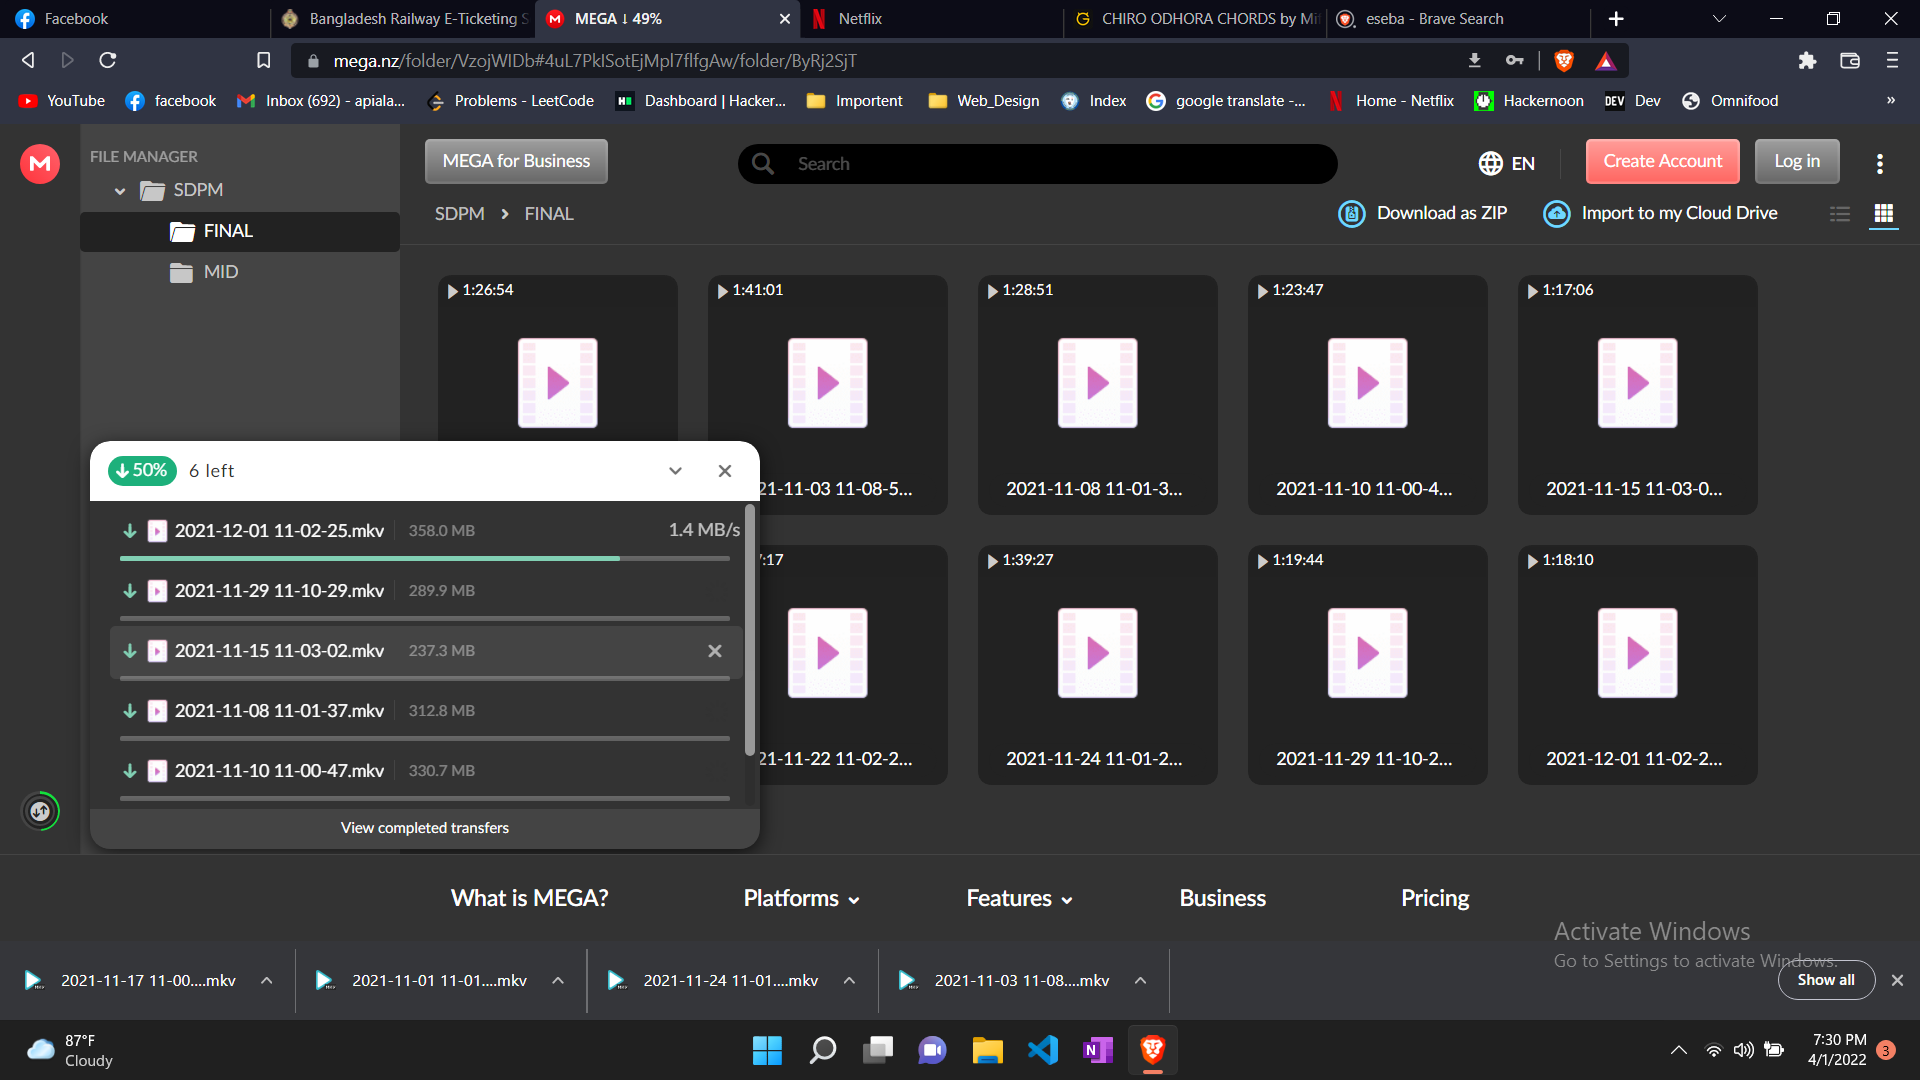 Facebook
Bangladesh Railway E-Ticketing S
MEGA ↓ 49%
Netflix
CHIRO ODHORA CHORDS by Mi
eseba - Brave Search
mega.nz/folder/VzojWIDb#4uL7PkISotEjMpl7flfgAw/folder/ByRj2SjT
YouTube
facebook
Inbox (692) - apiala...
Problems - LeetCode
Dashboard | Hacker...
Importent
Web_Design
Index
google translate -...
Home - Netflix
Hackernoon
DEV Dev
Omnifood
»
FILE MANAGER
SDPM
FINAL
MID
MEGA for Business
Search
EN
Create Account
Log in
SDPM > FINAL
Download as ZIP
Import to my Cloud Drive
1:26:54
1:41:01
1:28:51
1:23:47
1:17:06
21-11-03 11-08-5...
2021-11-08 11-01-3...
2021-11-10 11-00-4...
2021-11-15 11-03-0...
7:17
1:39:27
1:19:44
1:18:10
21-11-22 11-02-2...
2021-11-24 11-01-2...
2021-11-29 11-10-2...
2021-12-01 11-02-2...
50% 6 left
2021-12-01 11-02-25.mkv 358.0 MB 1.4 MB/s
2021-11-29 11-10-29.mkv 289.9 MB
2021-11-15 11-03-02.mkv 237.3 MB
2021-11-08 11-01-37.mkv 312.8 MB
2021-11-10 11-00-47.mkv 330.7 MB
View completed transfers
What is MEGA?
Platforms
Features
Business
Pricing
Activate Windows
Go to Settings to activate Windows.
2021-11-17 11-00....mkv
2021-11-01 11-01....mkv
2021-11-24 11-01....mkv
2021-11-03 11-08....mkv
Show all
87°F
Cloudy
7:30 PM
4/1/2022
3